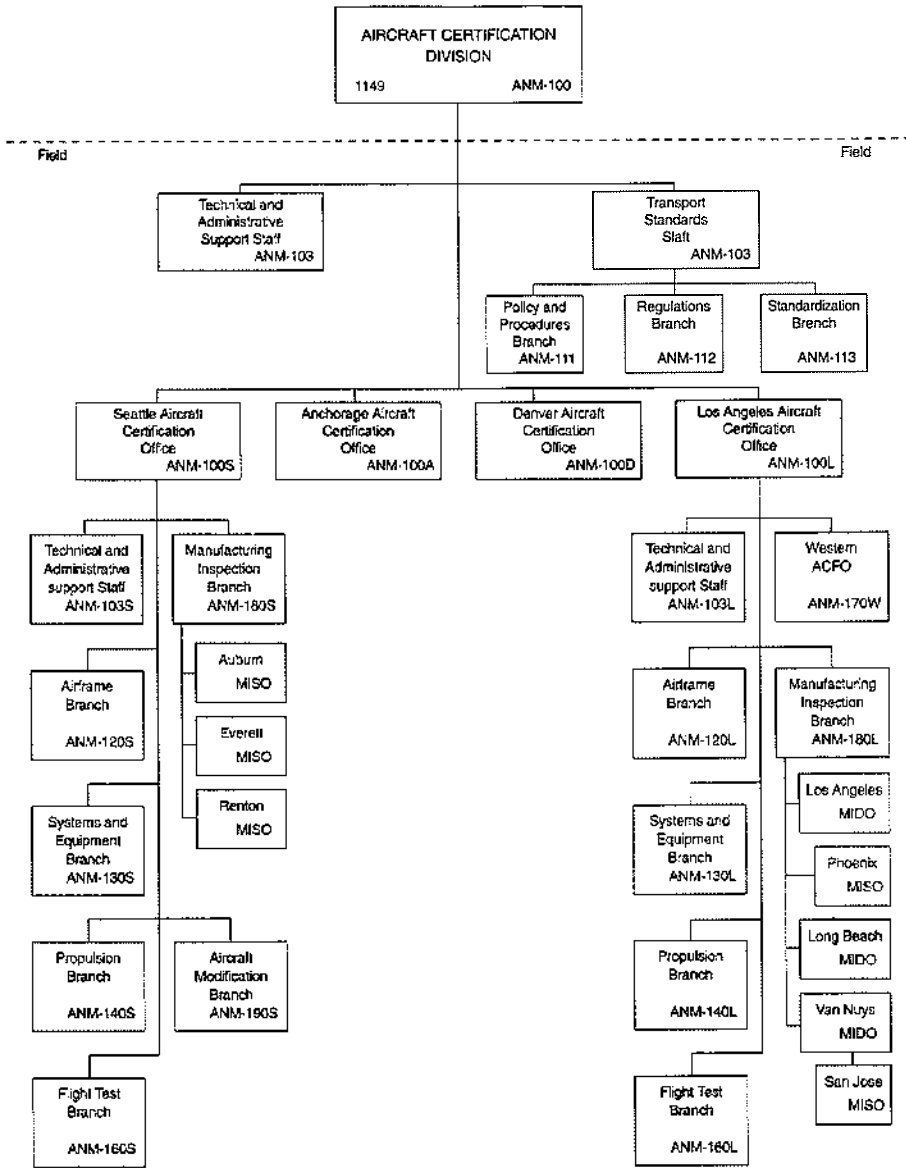 AIRCRAFT CERTIFICATION
DIVISION
1149 ANM-100
Field Field
Technical and
Administrative
Support Staff
ANM-103
Transport
Standards
Slaft
ANM-103
Policy and
Procedures
Branch
ANM-111
Regulations
Branch
ANM-112
Standardization
Brench
ANM-113
Seattle Aircraft
Certification
Office
ANM-100S
Anchorage Aircraft
Certification
Office
ANM-100A
Denver Aircraft
Certification
Office
ANM-100D
Los Angeles Aircraft
Certification
Office
ANM-100L
Technical and
Administrative
support Staff
ANM-103S
Manufacturing
Inspection
Branch
ANM-180S
Auburn
MISO
Everell
MISO
Renton
MISO
Airframe
Branch
ANM-120S
Systems and
Equipment
Branch
ANM-130S
Propulsion
Branch
ANM-140S
Aircraft
Modification
Branch
ANM-190S
Flight Test
Branch
ANM-160S
Technical and
Administrative
support Staff
ANM-103L
Western
ACFO
ANM-170W
Airframe
Branch
ANM-120L
Manufacturing
Inspection
Branch
ANM-180L
Los Angeles
MIDO
Phoenix
MISO
Long Beach
MIDO
Van Nuys
MIDO
San Jose
MISO
Systems and
Equipment
Branch
ANM-130L
Propulsion
Branch
ANM-140L
Flight Test
Branch
ANM-160L